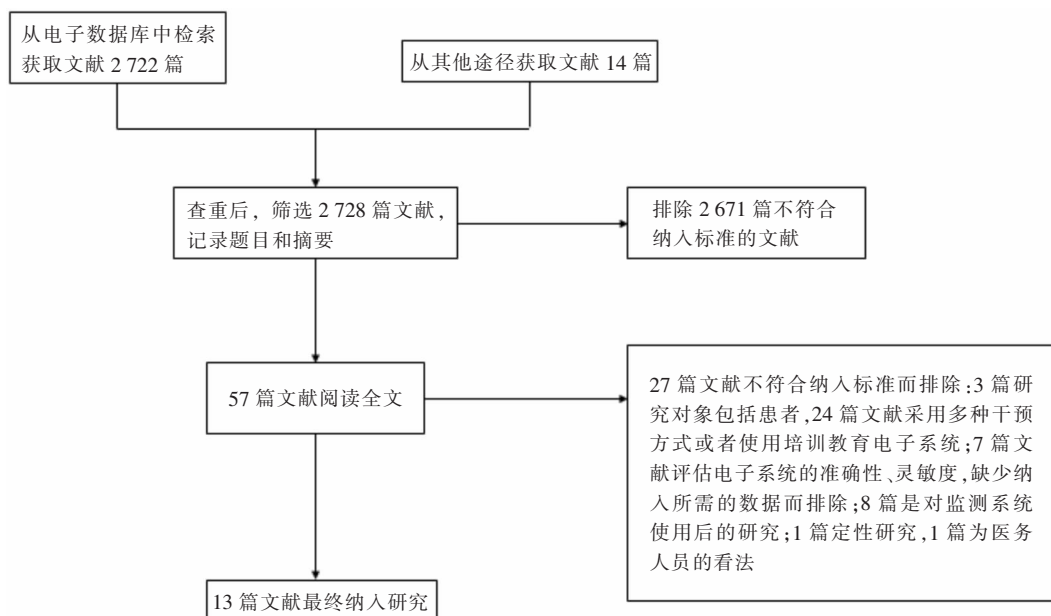 从电子数据库中检索
获取文献 2 722 篇
从其他途径获取文献 14 篇
查重后，筛选 2 728 篇文献，
记录题目和摘要
排除 2 671 篇不符合
纳入标准的文献
57 篇文献阅读全文
27 篇文献不符合纳入标准而排除；3 篇研
究对象包括患者，24 篇文献采用多种干预
方式或者使用培训教育电子系统；7 篇文
献评估电子系统的准确性、灵敏度，缺少纳
入所需的数据而排除；8 篇是对监测系统
使用后的研究；1 篇定性研究，1 篇为医务
人员的看法
13 篇文献最终纳入研究